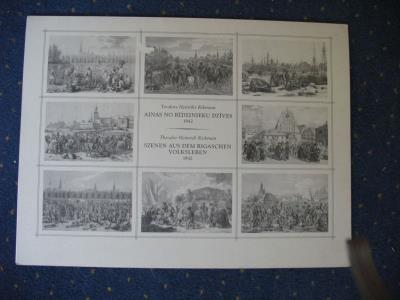 Teodors Heinrihs Rikmans
AINAS NO RĪDZINIEKU DZĪVES
1842
Theodor Heinrich Rickmann
SZENEN AUS DEM RIGASCHEN
VOLKSLEBEN
1842